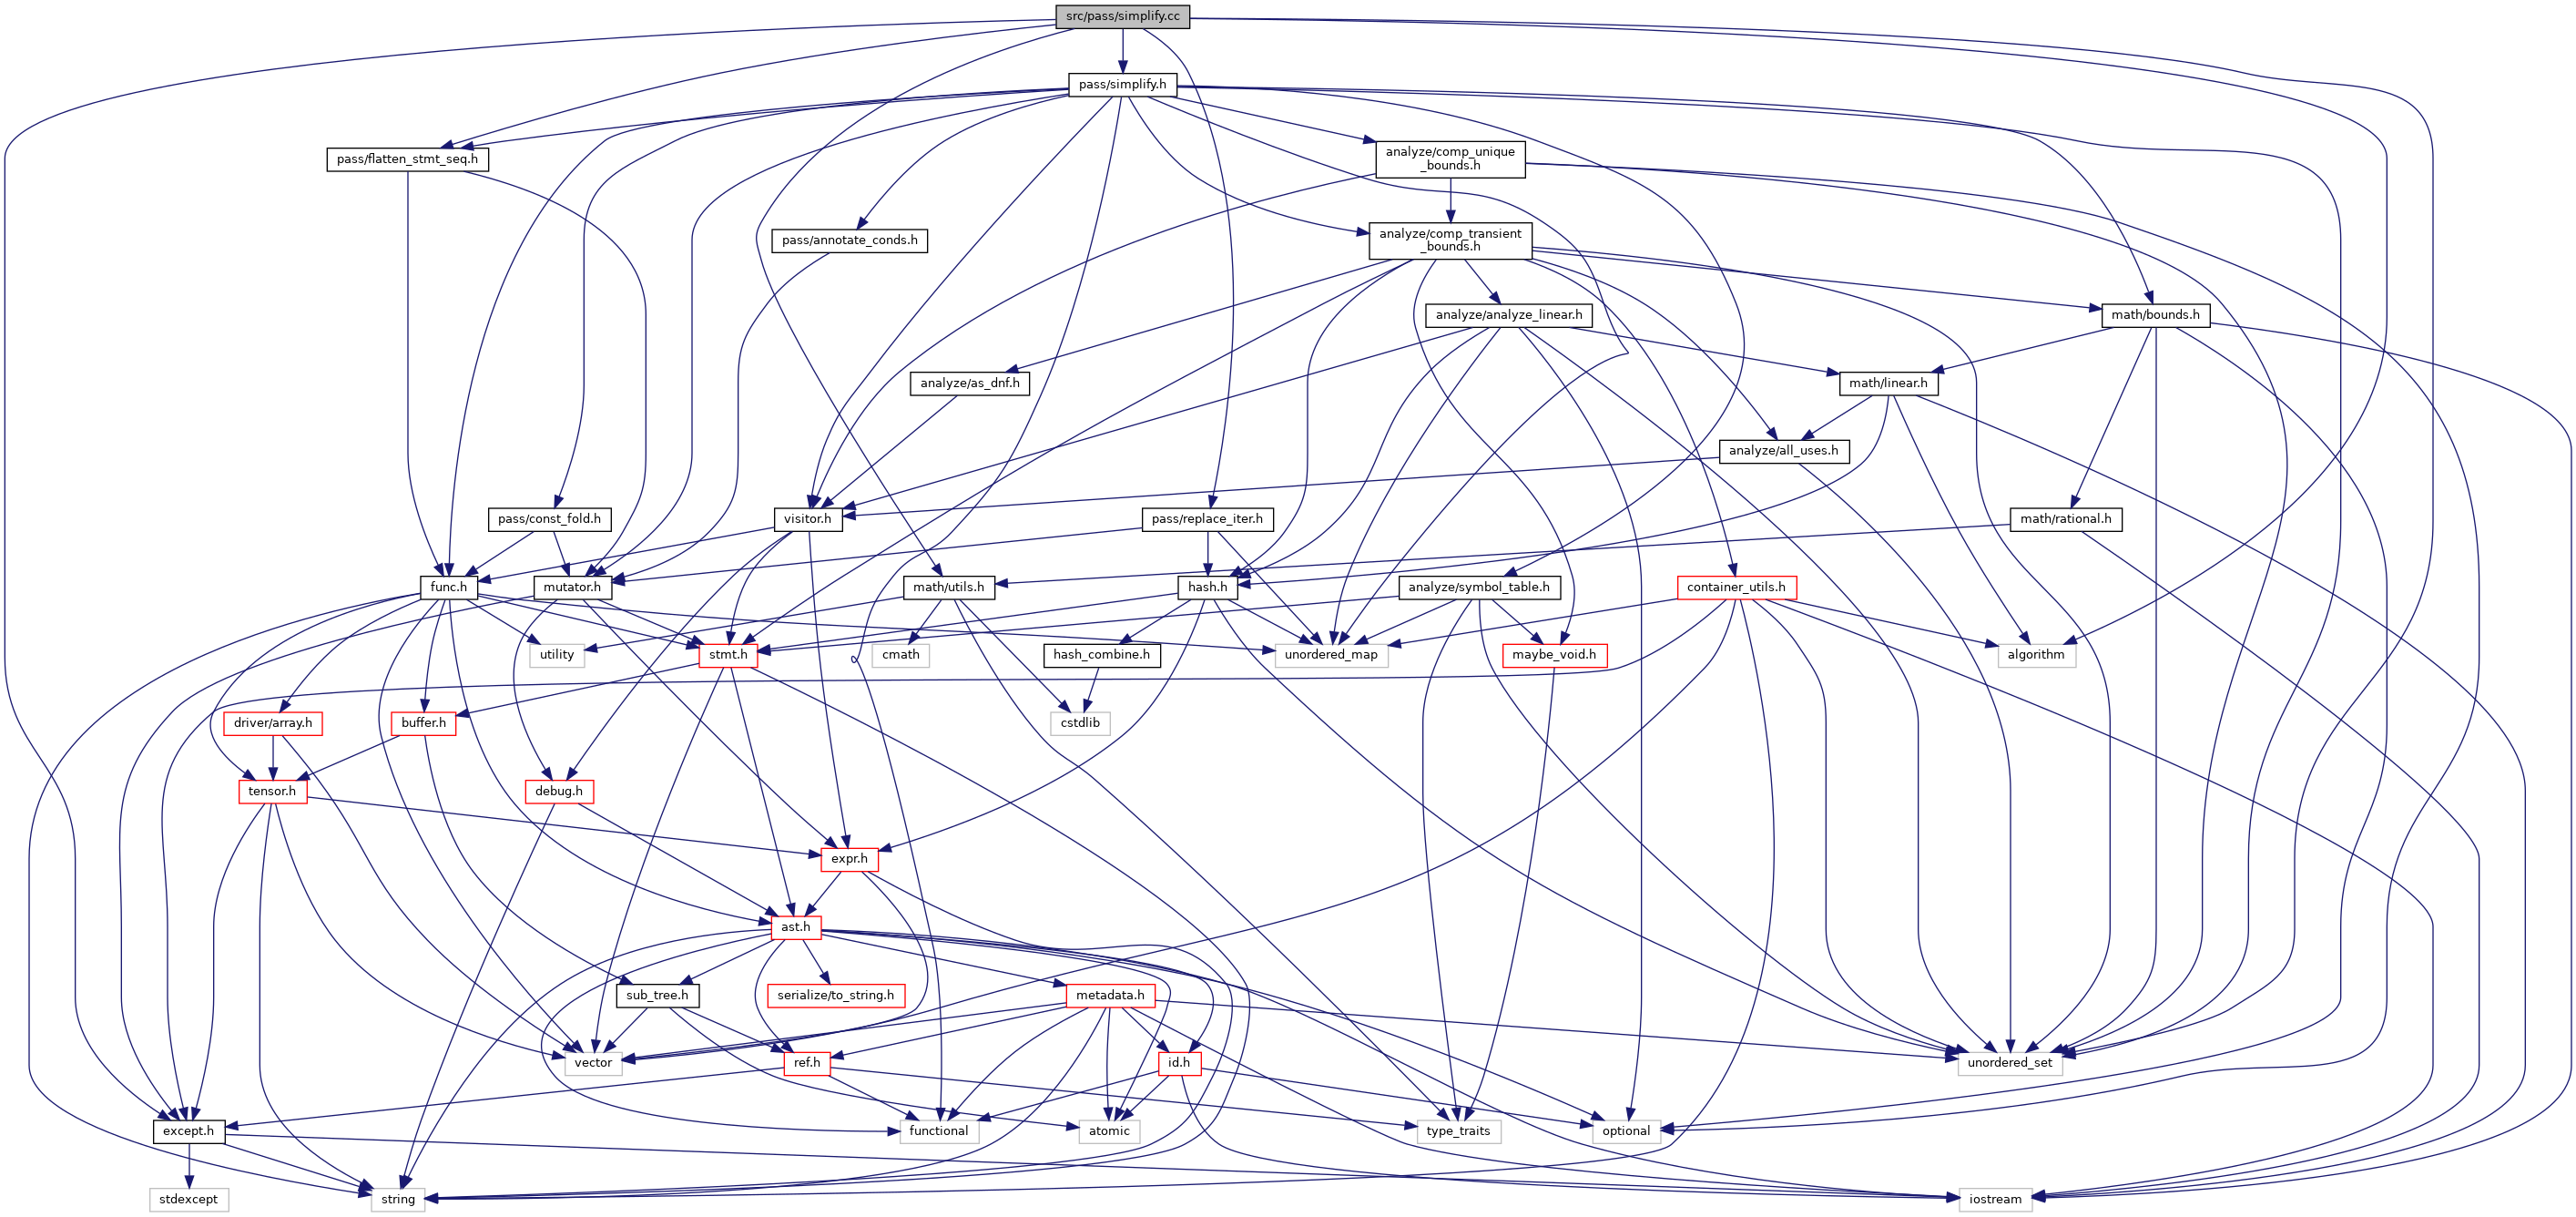 src/pass/simplify.cc
pass/simplify.h
pass/flatten_stmt_seq.h
analyze/comp_unique
_bounds.h
pass/annotate_conds.h
analyze/comp_transient
_bounds.h
analyze/analyze_linear.h
math/bounds.h
analyze/as_dnf.h
math/linear.h
analyze/all_uses.h
pass/const_fold.h
visitor.h
pass/replace_iter.h
math/rational.h
func.h
mutator.h
math/utils.h
hash.h
analyze/symbol_table.h
container_utils.h
utility
stmt.h
cmath
hash_combine.h
unordered_map
maybe_void.h
algorithm
driver/array.h
buffer.h
cstdlib
tensor.h
debug.h
expr.h
ast.h
sub_tree.h
serialize/to_string.h
metadata.h
vector
ref.h
id.h
unordered_set
except.h
functional
atomic
type_traits
optional
stdexcept
string
iostream